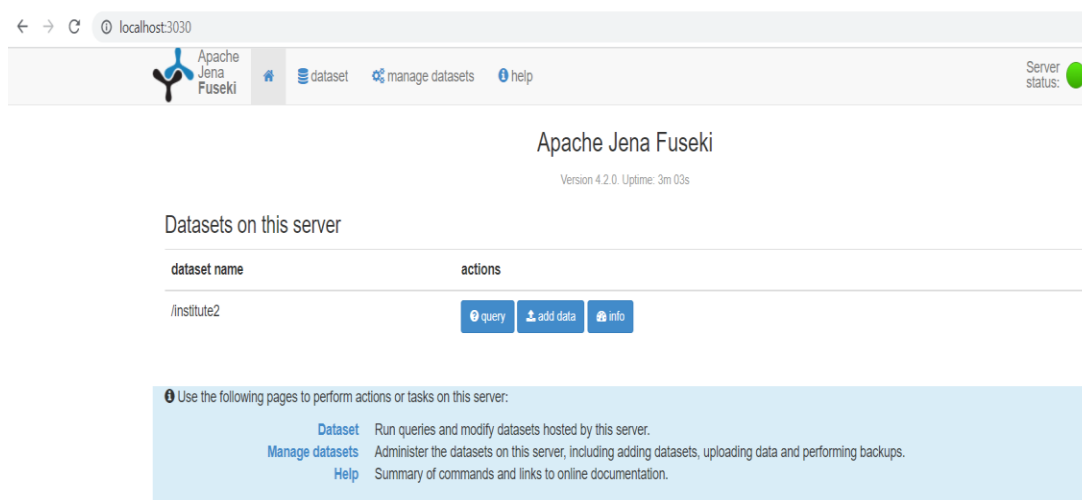 localhost:3030
Apache
Jena
Fuseki
dataset
manage datasets
help
Server
status:
Apache Jena Fuseki
Version 4.2.0. Uptime: 3m 03s
Datasets on this server
dataset name actions
/institute2 query add data info
Use the following pages to perform actions or tasks on this server:
Dataset Run queries and modify datasets hosted by this server.
Manage datasets Administer the datasets on this server, including adding datasets, uploading data and performing backups.
Help Summary of commands and links to online documentation.